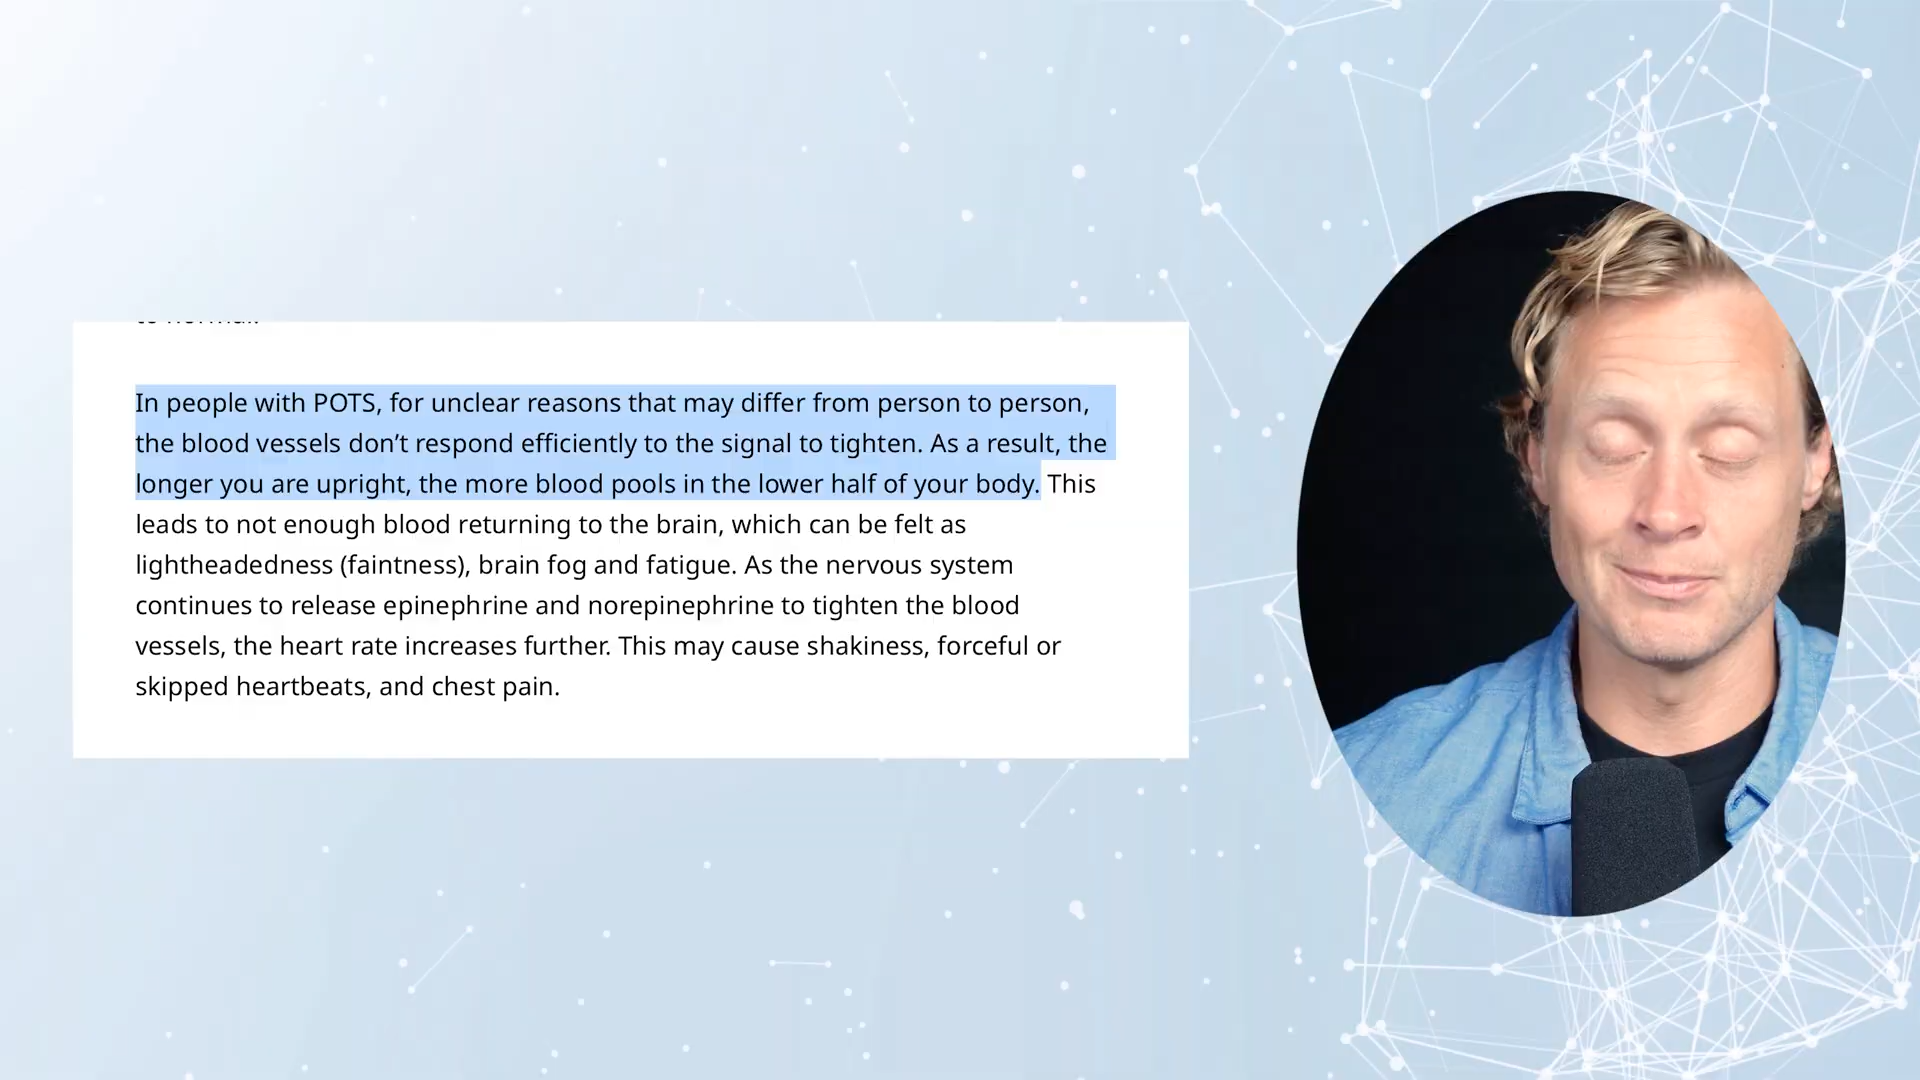 In people with POTS, for unclear reasons that may differ from person to person,
the blood vessels don’t respond efficiently to the signal to tighten. As a result, the
longer you are upright, the more blood pools in the lower half of your body. This
leads to not enough blood returning to the brain, which can be felt as
lightheadedness (faintness), brain fog and fatigue. As the nervous system
continues to release epinephrine and norepinephrine to tighten the blood
vessels, the heart rate increases further. This may cause shakiness, forceful or
skipped heartbeats, and chest pain.